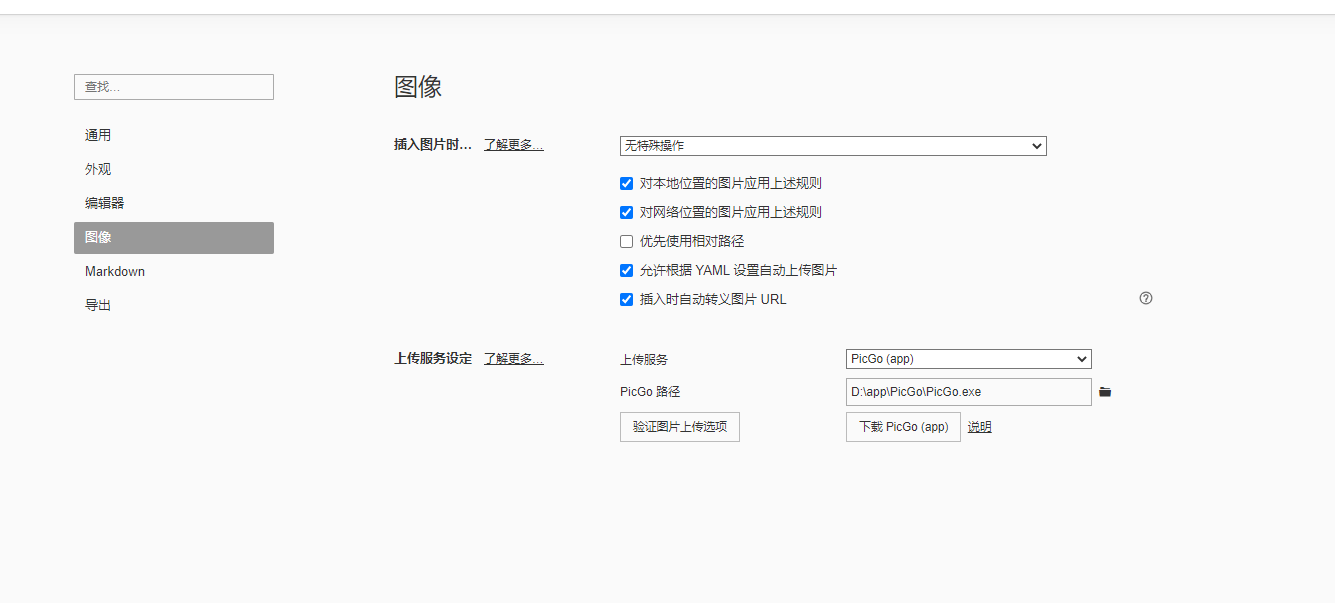 查找...
通用
外观
编辑器
图像
Markdown
导出
图像
插入图片时... 了解更多... 无特殊操作
对本地位置的图片应用上述规则
对网络位置的图片应用上述规则
优先使用相对路径
允许根据 YAML 设置自动上传图片
插入时自动转义图片 URL
上传服务设定 了解更多... 上传服务 PicGo (app)
PicGo 路径 D:\app\PicGo\PicGo.exe
验证图片上传选项 下载 PicGo (app) 说明